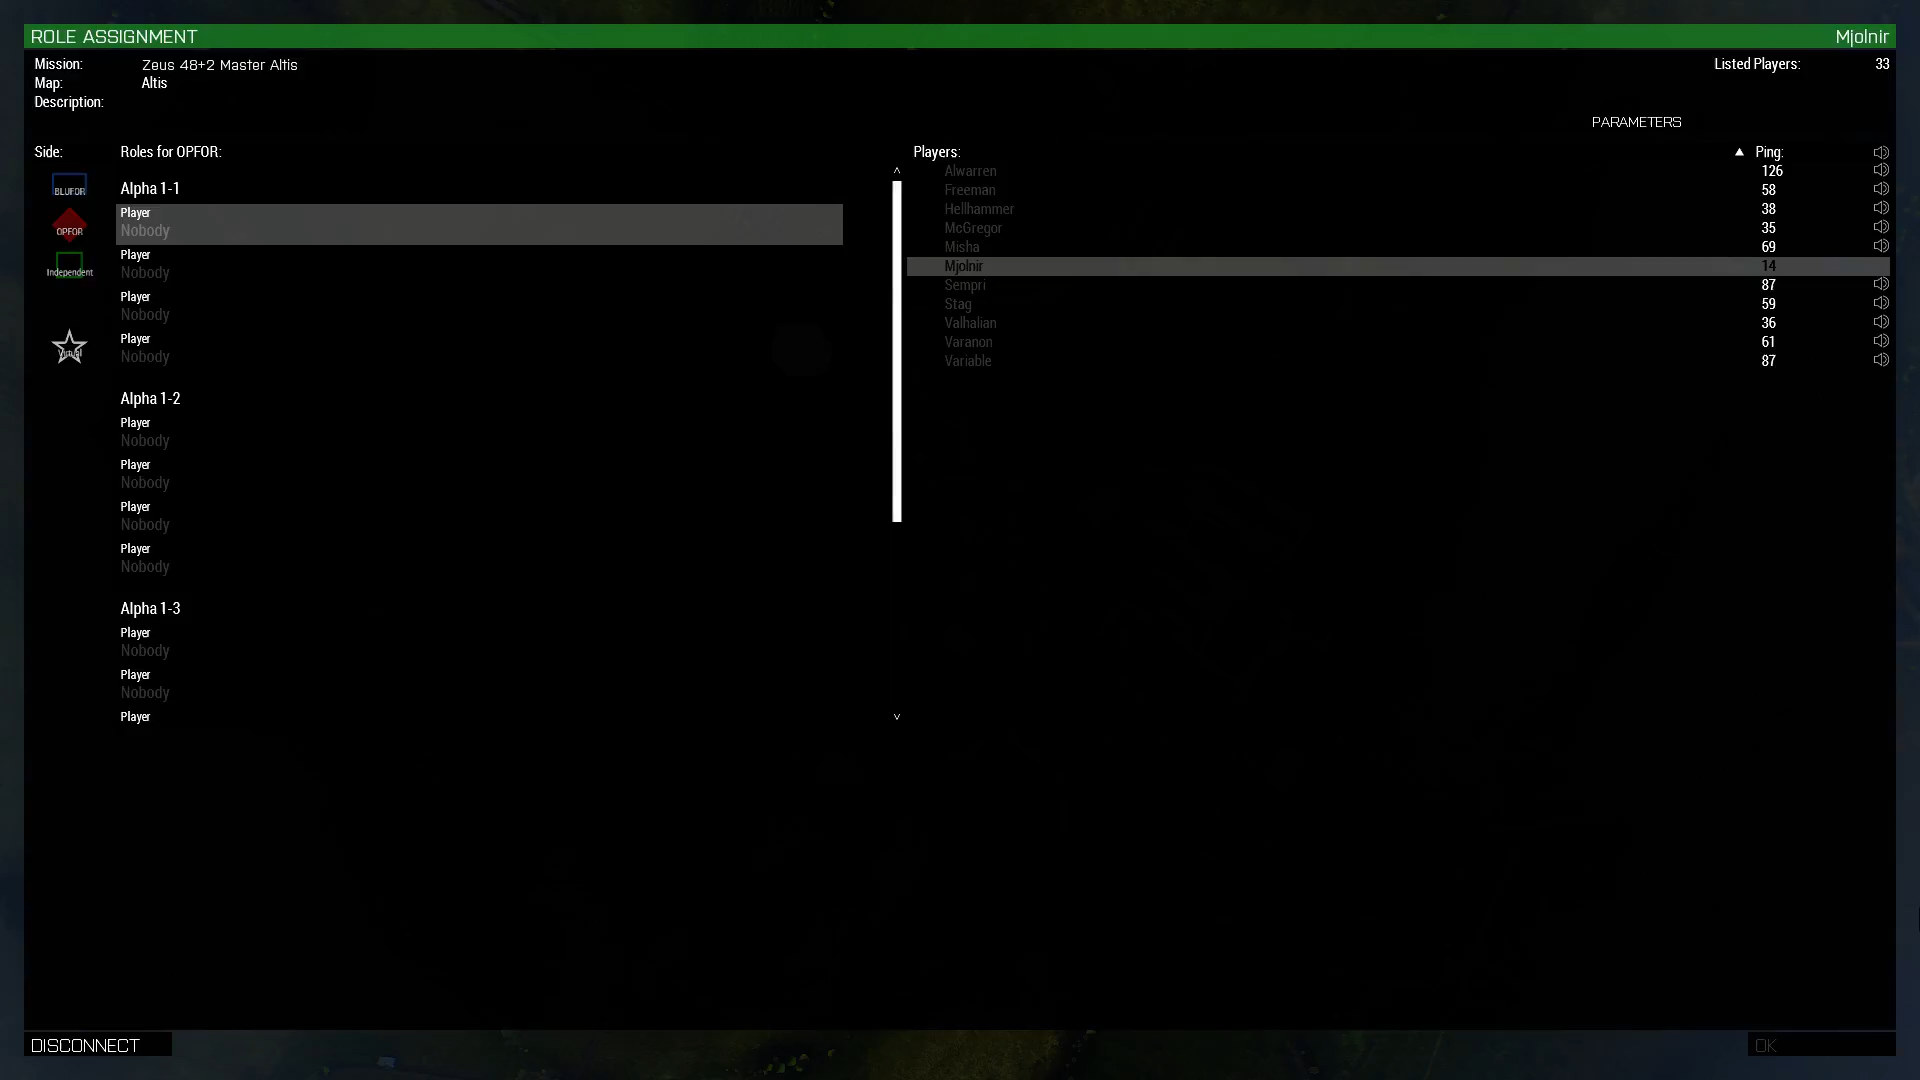 ROLE ASSIGNMENT Mjolnir
Mission: Zeus 48+2 Master Altis Listed Players: 33
Map: Altis
Description:
PARAMETERS
Side: Roles for OPFOR: Players: Ping:
BLUFOR
OPFOR
Independent
Virtual
Alpha 1-1
Player
Nobody
Player
Nobody
Player
Nobody
Player
Nobody
Alpha 1-2
Player
Nobody
Player
Nobody
Player
Nobody
Player
Nobody
Alpha 1-3
Player
Nobody
Player
Nobody
Player
Alwarren 126
Freeman 58
Hellhammer 38
McGregor 35
Misha 69
Mjolnir 14
Sempri 87
Stag 59
Valhalian 36
Varanon 61
Variable 87
DISCONNECT OK